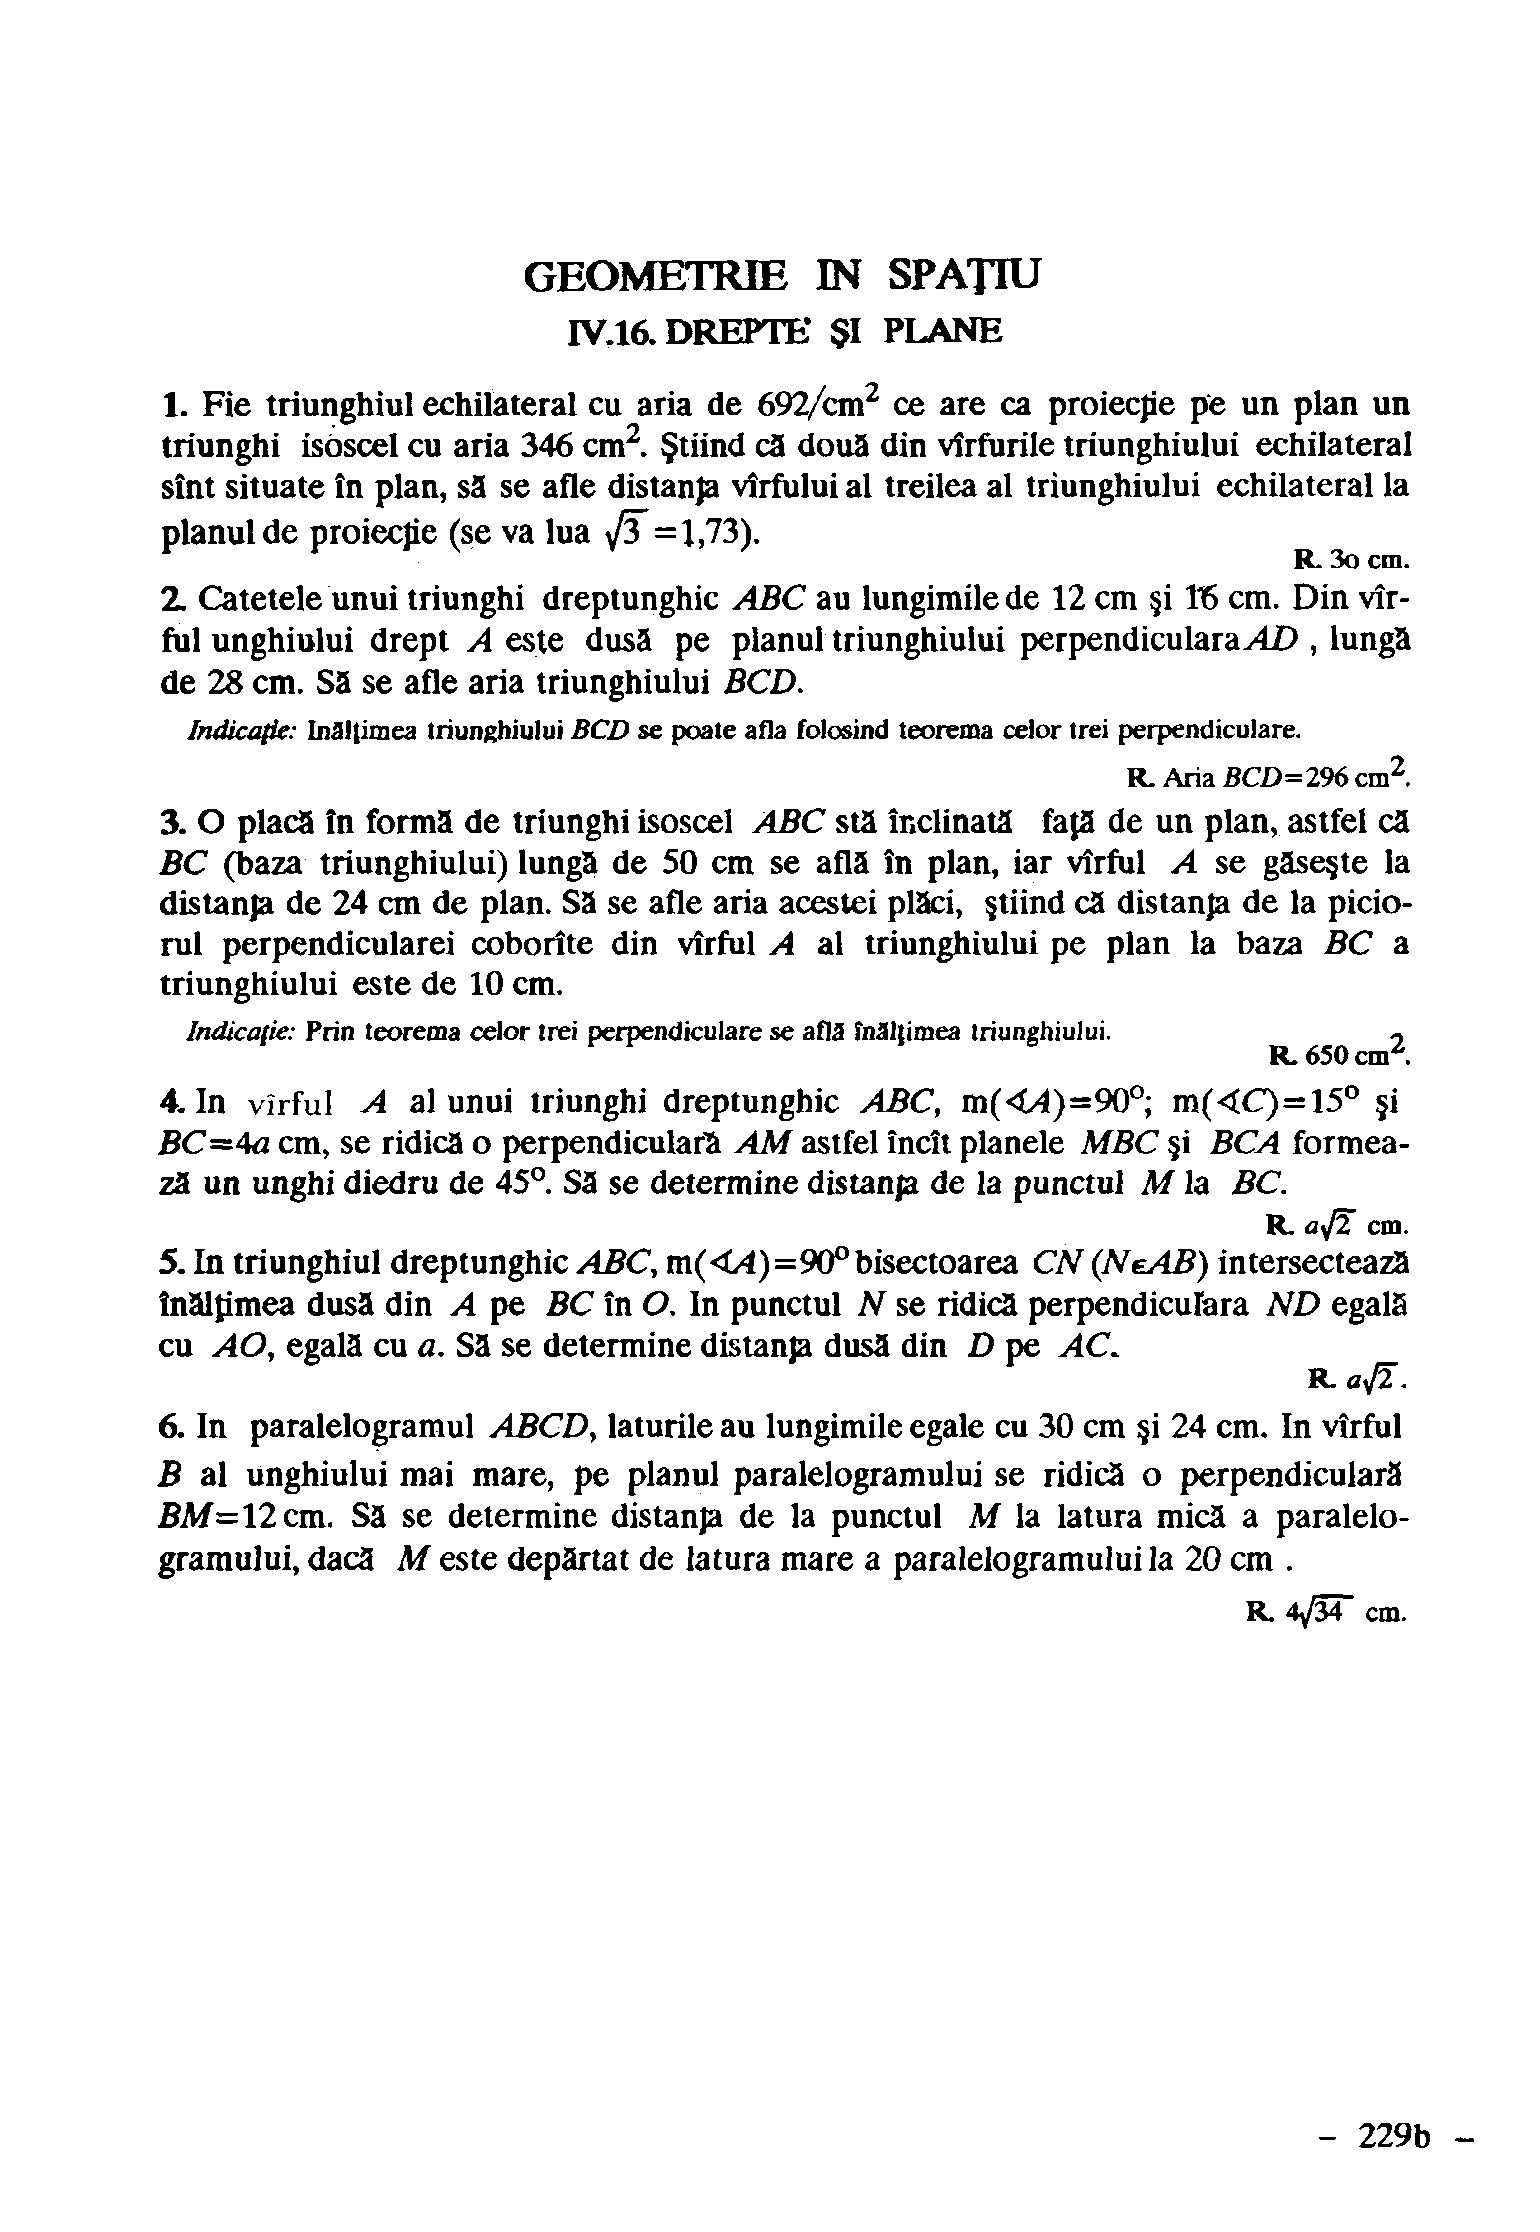 GEOMETRIE IN SPAŢIU
IV.16. DREPTE ŞI PLANE
1. Fie triunghiul echilateral cu aria de 692/cm² ce are ca proiecţie pe un plan un
triunghi isoscel cu aria 346 cm². Ştiind că două din vîrfurile triunghiului echilateral
sînt situate în plan, să se afle distanţa vîrfului al treilea al triunghiului echilateral la
planul de proiecţie (se va lua √3 =1,73).
R. 3o cm.
2. Catetele unui triunghi dreptunghic ABC au lungimile de 12 cm şi 16 cm. Din vîr-
ful unghiului drept A este dusă pe planul triunghiului perpendiculara AD , lungă
de 28 cm. Să se afle aria triunghiului BCD.
Indicaţie: Inălţimea triunghiului BCD se poate afla folosind teorema celor trei perpendiculare.
R. Aria BCD=296 cm².
3. O placă în formă de triunghi isoscel ABC stă înclinată faţă de un plan, astfel că
BC (baza triunghiului) lungă de 50 cm se află în plan, iar vîrful A se găseşte la
distanţa de 24 cm de plan. Să se afle aria acestei plăci, ştiind că distanţa de la picio-
rul perpendicularei coborîte din vîrful A al triunghiului pe plan la baza BC a
triunghiului este de 10 cm.
Indicaţie: Prin teorema celor trei perpendiculare se află înălţimea triunghiului.
R. 650 cm².
4. In vîrful A al unui triunghi dreptunghic ABC, m(∢A)=90°; m(∢C)=15° şi
BC=4a cm, se ridică o perpendiculară AM astfel încît planele MBC şi BCA formea-
ză un unghi diedru de 45°. Să se determine distanţa de la punctul M la BC.
R. a√2 cm.
5. In triunghiul dreptunghic ABC, m(∢A)=90° bisectoarea CN (NϵAB) intersectează
înălţimea dusă din A pe BC în O. In punctul N se ridică perpendiculara ND egală
cu AO, egală cu a. Să se determine distanţa dusă din D pe AC.
R. a√2.
6. In paralelogramul ABCD, laturile au lungimile egale cu 30 cm şi 24 cm. In vîrful
B al unghiului mai mare, pe planul paralelogramului se ridică o perpendiculară
BM=12 cm. Să se determine distanţa de la punctul M la latura mică a paralelo-
gramului, dacă M este depărtat de latura mare a paralelogramului la 20 cm .
R. 4√34 cm.
- 229b -